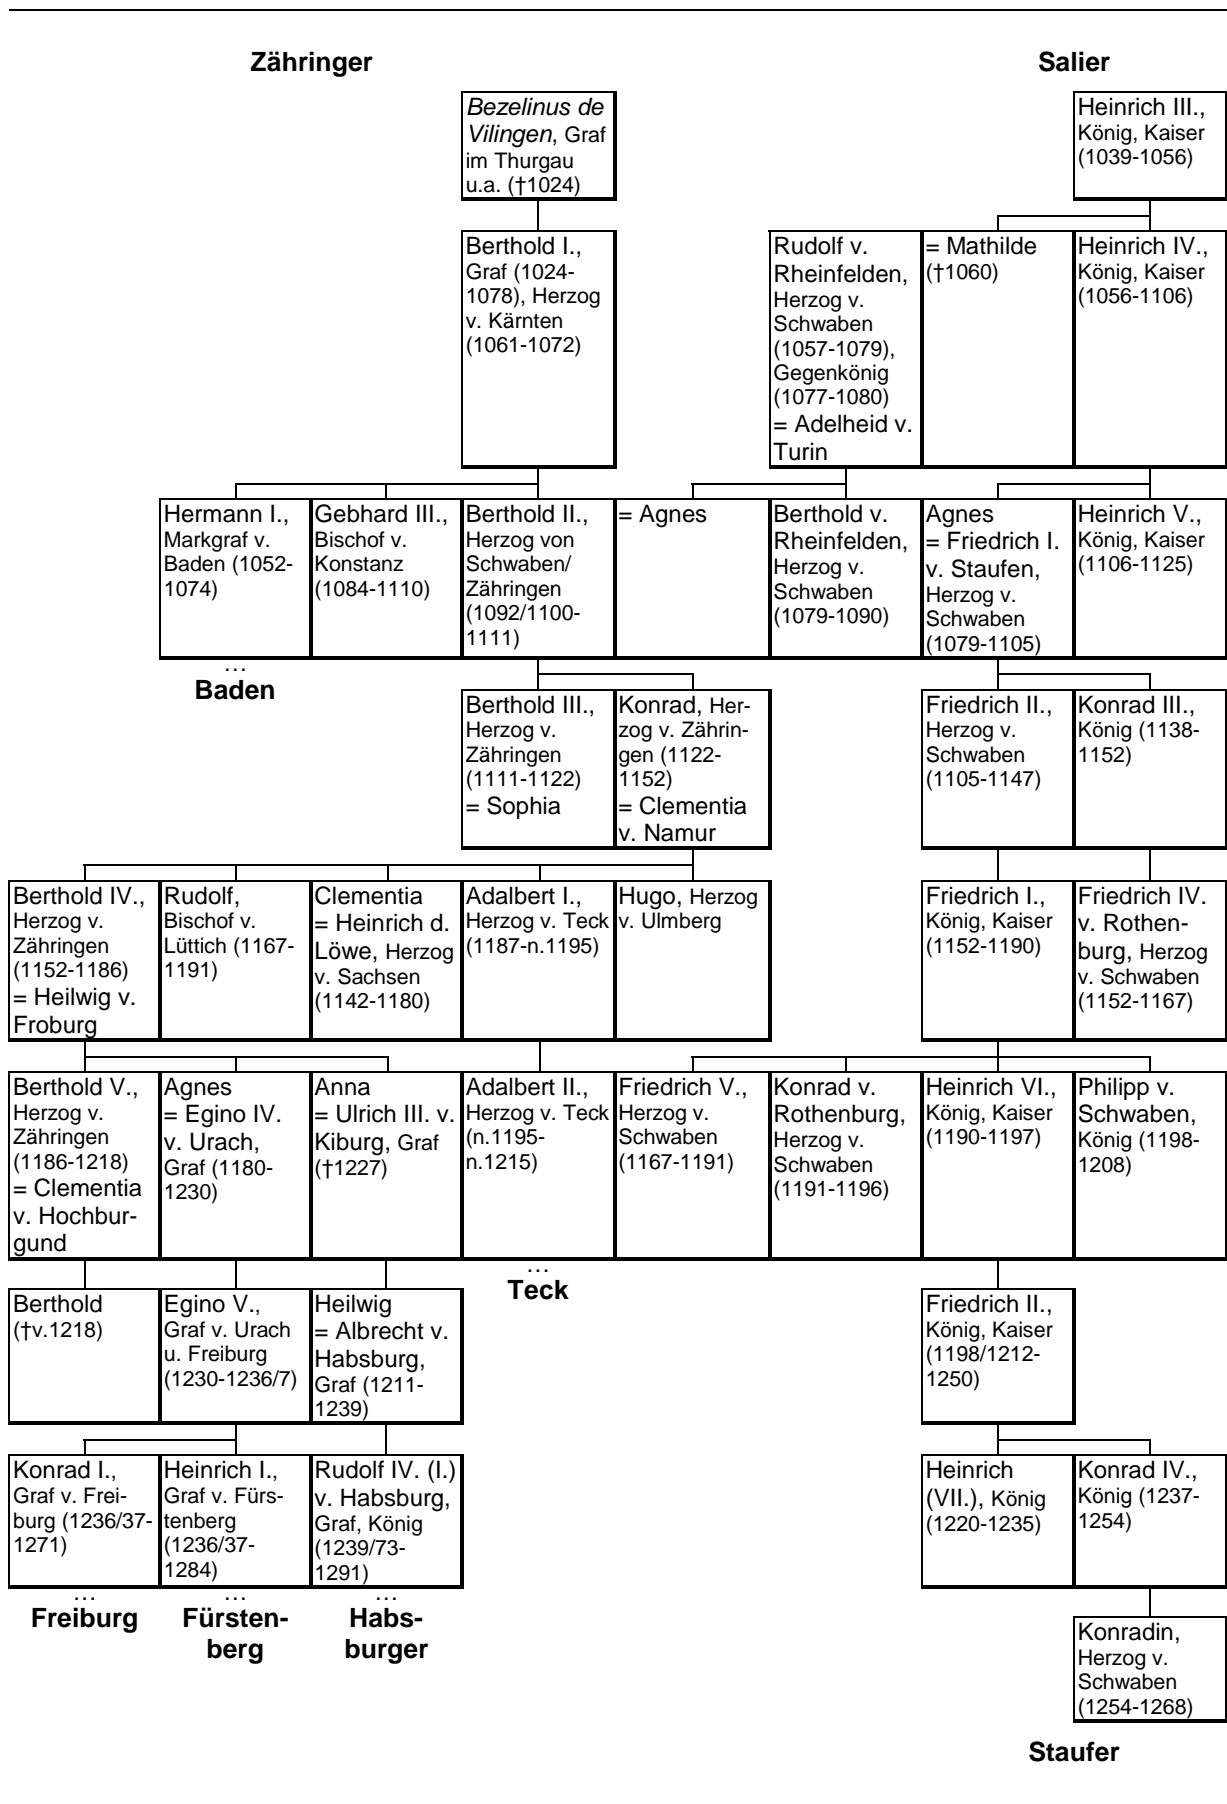 Zähringer
Salier
Bezelinus de
Vilingen, Graf
im Thurgau
u.a. (†1024)
Heinrich III.,
König, Kaiser
(1039-1056)
Berthold I.,
Graf (1024-
1078), Herzog
v. Kärnten
(1061-1072)
Rudolf v.
Rheinfelden,
Herzog v.
Schwaben
(1057-1079),
Gegenkönig
(1077-1080)
= Adelheid v.
Turin
= Mathilde
(†1060)
Heinrich IV.,
König, Kaiser
(1056-1106)
Hermann I.,
Markgraf v.
Baden (1052-
1074)
Gebhard III.,
Bischof v.
Konstanz
(1084-1110)
Berthold II.,
Herzog von
Schwaben/
Zähringen
(1092/1100-
1111)
= Agnes
Berthold v.
Rheinfelden,
Herzog v.
Schwaben
(1079-1090)
Agnes
= Friedrich I.
v. Staufen,
Herzog v.
Schwaben
(1079-1105)
Heinrich V.,
König, Kaiser
(1106-1125)
…
Baden
Berthold III.,
Herzog v.
Zähringen
(1111-1122)
= Sophia
Konrad, Her-
zog v. Zährin-
gen (1122-
1152)
= Clementia
v. Namur
Friedrich II.,
Herzog v.
Schwaben
(1105-1147)
Konrad III.,
König (1138-
1152)
Berthold IV.,
Herzog v.
Zähringen
(1152-1186)
= Heilwig v.
Froburg
Rudolf,
Bischof v.
Lüttich (1167-
1191)
Clementia
= Heinrich d.
Löwe, Herzog
v. Sachsen
(1142-1180)
Adalbert I.,
Herzog v. Teck
(1187-n.1195)
Hugo, Herzog
v. Ulmberg
Friedrich I.,
König, Kaiser
(1152-1190)
Friedrich IV.
v. Rothen-
burg, Herzog
v. Schwaben
(1152-1167)
Berthold V.,
Herzog v.
Zähringen
(1186-1218)
= Clementia
v. Hochbur-
gund
Agnes
= Egino IV.
v. Urach,
Graf (1180-
1230)
Anna
= Ulrich III. v.
Kiburg, Graf
(†1227)
Adalbert II.,
Herzog v. Teck
(n.1195-
n.1215)
Friedrich V.,
Herzog v.
Schwaben
(1167-1191)
Konrad v.
Rothenburg,
Herzog v.
Schwaben
(1191-1196)
Heinrich VI.,
König, Kaiser
(1190-1197)
Philipp v.
Schwaben,
König (1198-
1208)
…
Teck
Berthold
(†v.1218)
Egino V.,
Graf v. Urach
u. Freiburg
(1230-1236/7)
Heilwig
= Albrecht v.
Habsburg,
Graf (1211-
1239)
Friedrich II.,
König, Kaiser
(1198/1212-
1250)
Konrad I.,
Graf v. Frei-
burg (1236/37-
1271)
Heinrich I.,
Graf v. Fürs-
tenberg
(1236/37-
1284)
Rudolf IV. (I.)
v. Habsburg,
Graf, König
(1239/73-
1291)
Heinrich
(VII.), König
(1220-1235)
Konrad IV.,
König (1237-
1254)
…
Freiburg
…
Fürsten-
berg
…
Habs-
burger
Konradin,
Herzog v.
Schwaben
(1254-1268)
Staufer